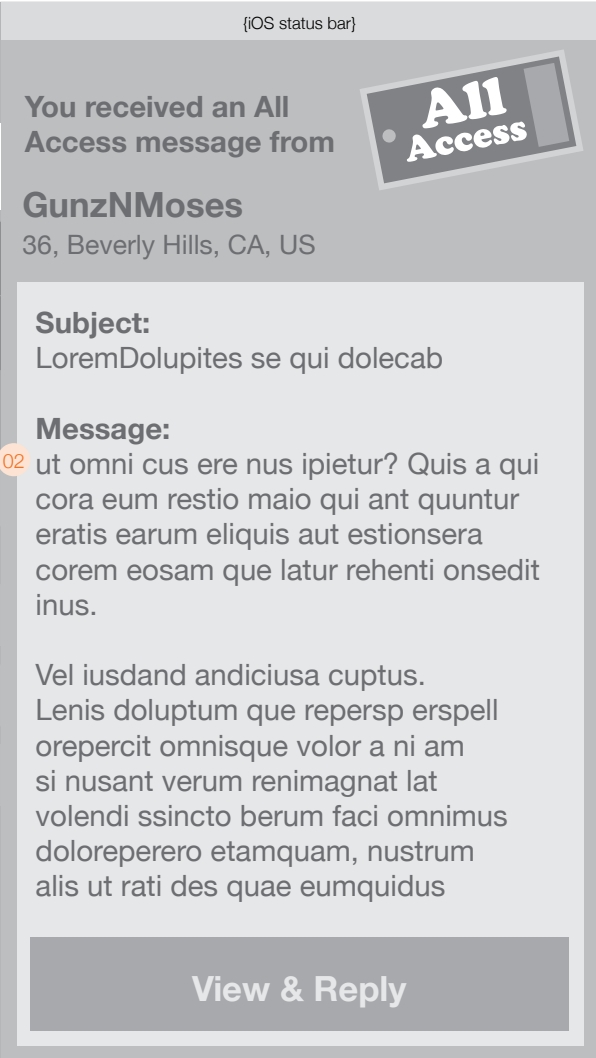 {iOS status bar}
You received an All
Access message from
All
Access
GunzNMoses
36, Beverly Hills, CA, US
Subject:
LoremDolupites se qui dolecab
Message:
02
ut omni cus ere nus ipietur? Quis a qui
cora eum restio maio qui ant quuntur
eratis earum eliquis aut estionsera
corem eosam que latur rehenti onsedit
inus.
Vel iusdand andiciusa cuptus.
Lenis doluptum que repersp erspell
orepercit omnisque volor a ni am
si nusant verum renimagnat lat
volendi ssincto berum faci omnimus
doloreperero etamquam, nustrum
alis ut rati des quae eumquidus
View & Reply